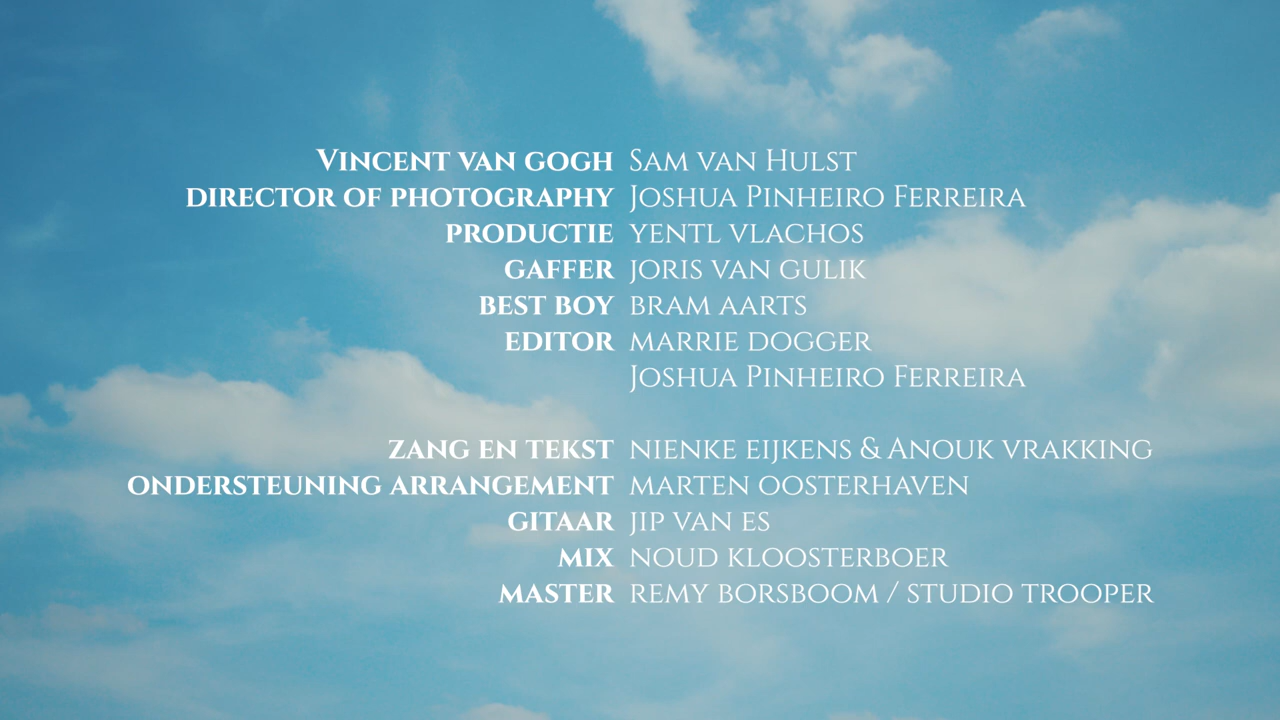 Vincent van gogh Sam van Hulst
director of photography Joshua Pinheiro Ferreira
productie yentl vlachos
gaffer joris van gulik
best boy bram aarts
editor marrie dogger
Joshua Pinheiro Ferreira
zang en tekst nienke eijkens & Anouk vrakking
ondersteuning arrangement marten oosterhaven
gitaar jip van es
mix noud kloosterboer
master remy borsboom / studio trooper